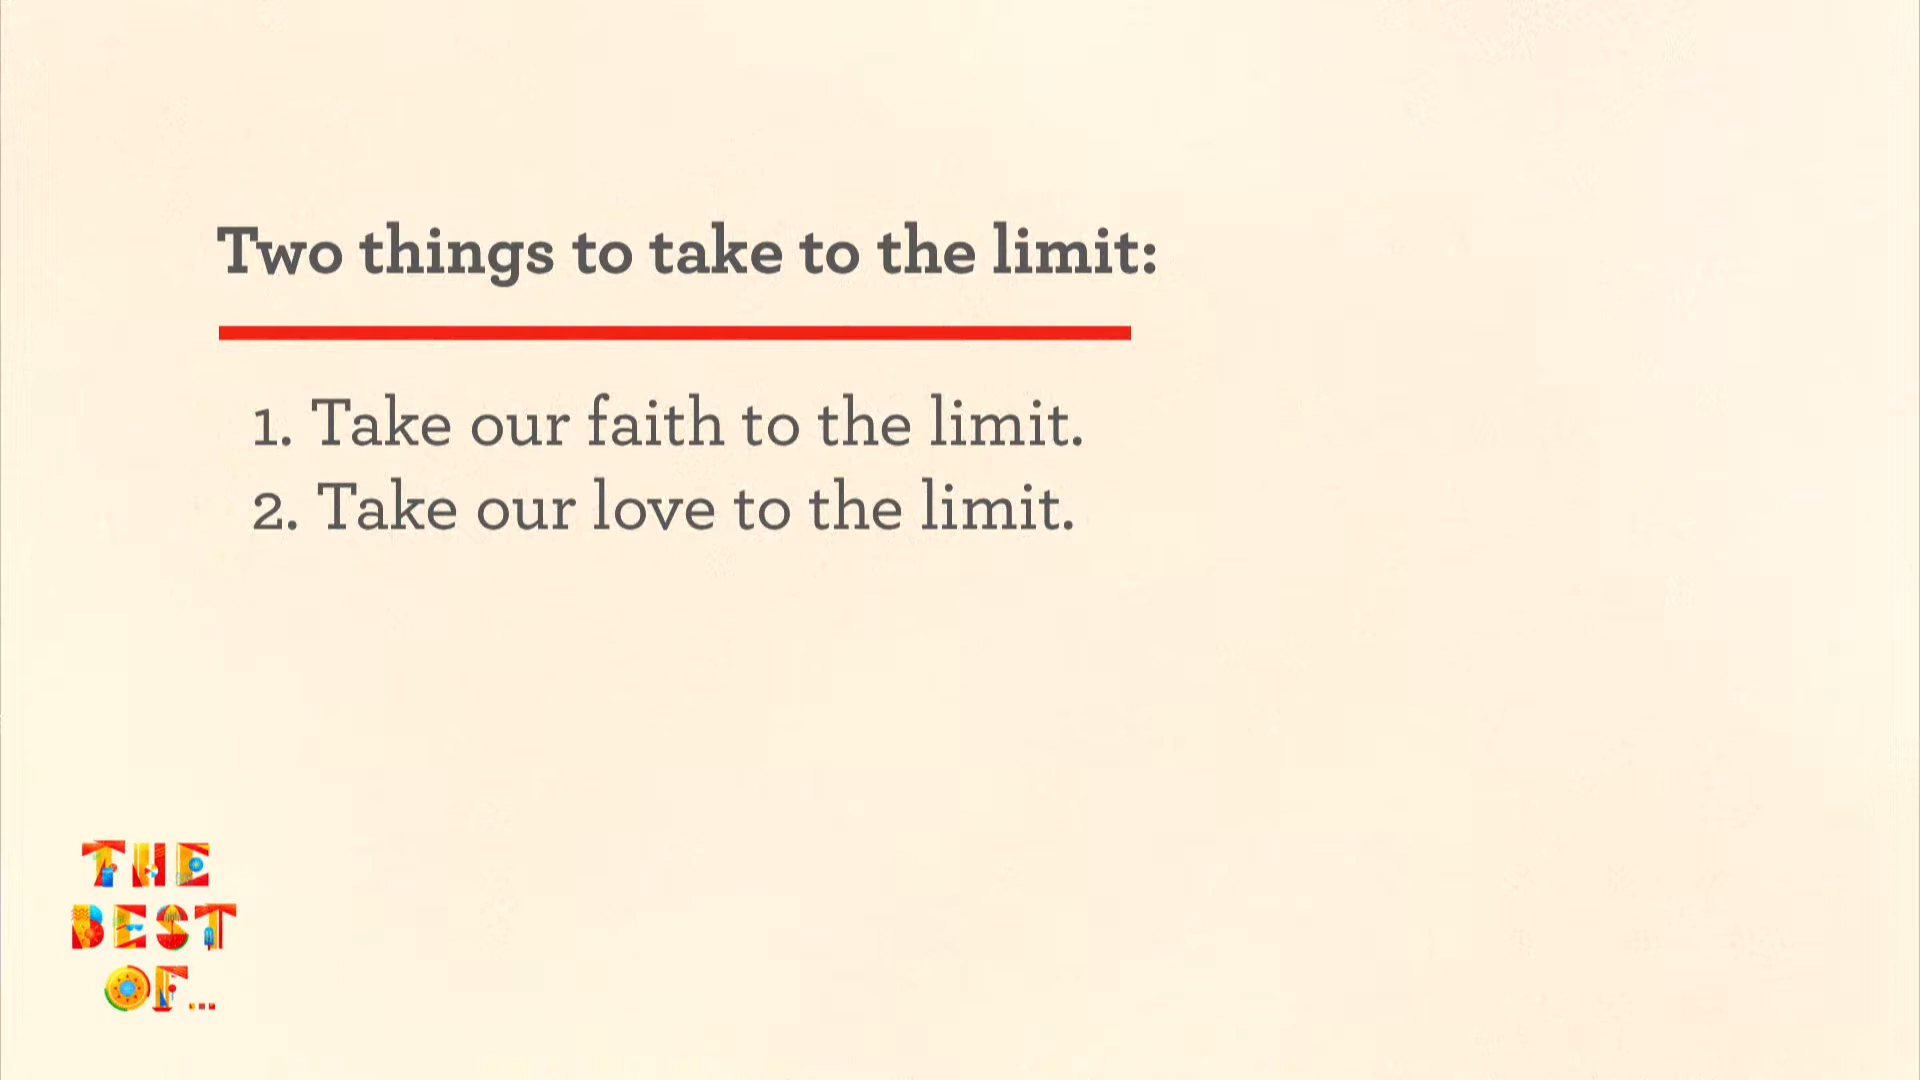 Two things to take to the limit:
1. Take our faith to the limit.
2. Take our love to the limit.
THE
BEST
OF...